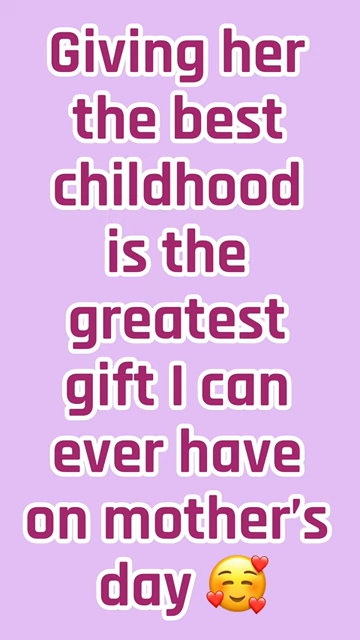 Giving her
the best
childhood
is the
greatest
gift I can
ever have
on mother's
day 🥰